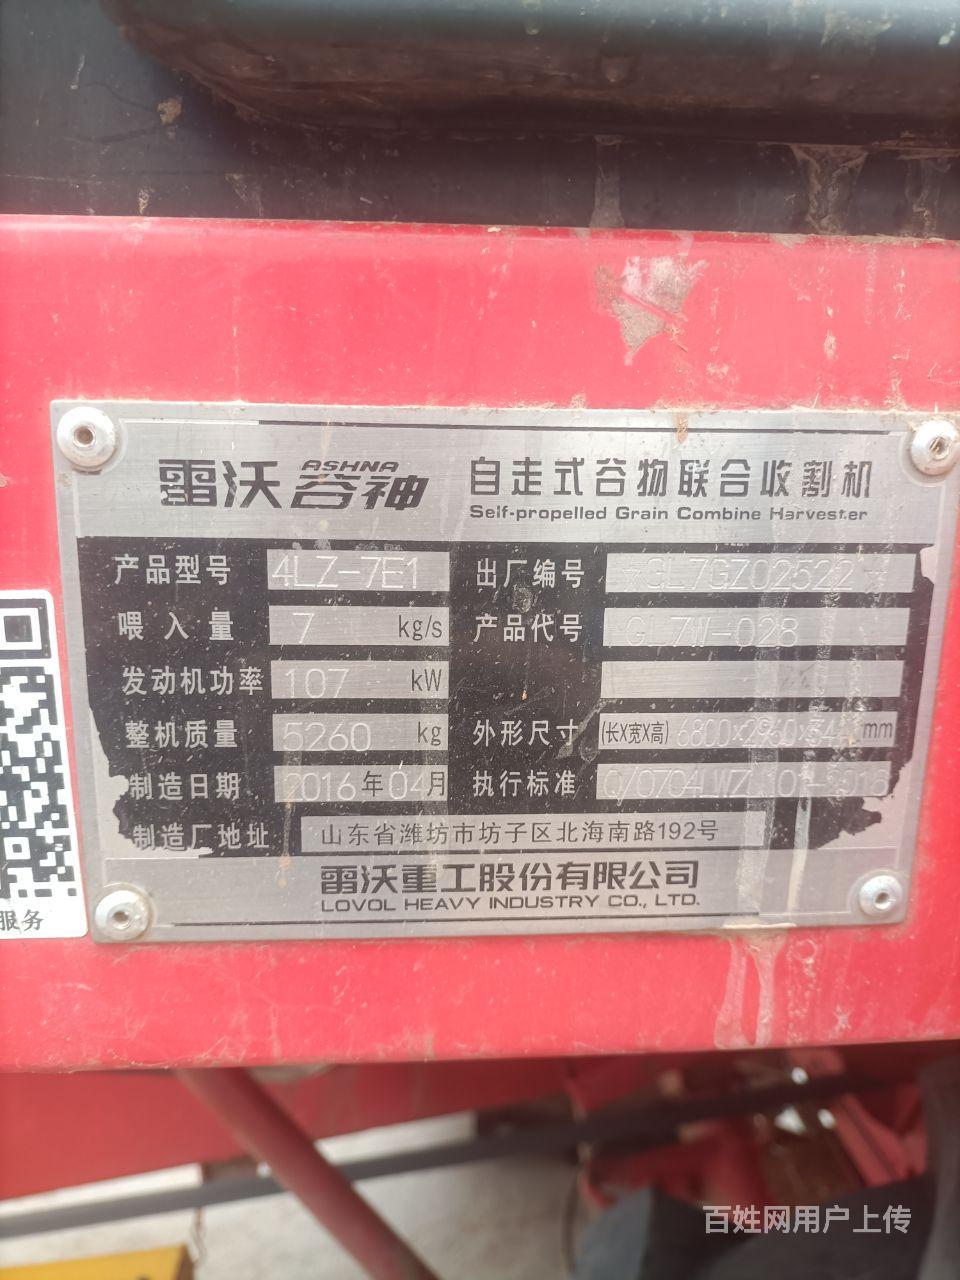 雷沃 ASHNA 谷神 自走式谷物联合收割机
Self-propelled Grain Combine Harvester
产品型号 4LZ-7E1 出厂编号
喂入量 7 kg/s 产品代号 GL7W-028
发动机功率 107 kW
整机质量 5260 kg 外形尺寸 (长X宽X高) mm
制造日期 2016年04月 执行标准
制造厂地址 山东省潍坊市坊子区北海南路192号
雷沃重工股份有限公司
LOVOL HEAVY INDUSTRY CO., LTD.
服务
百姓网用户上传